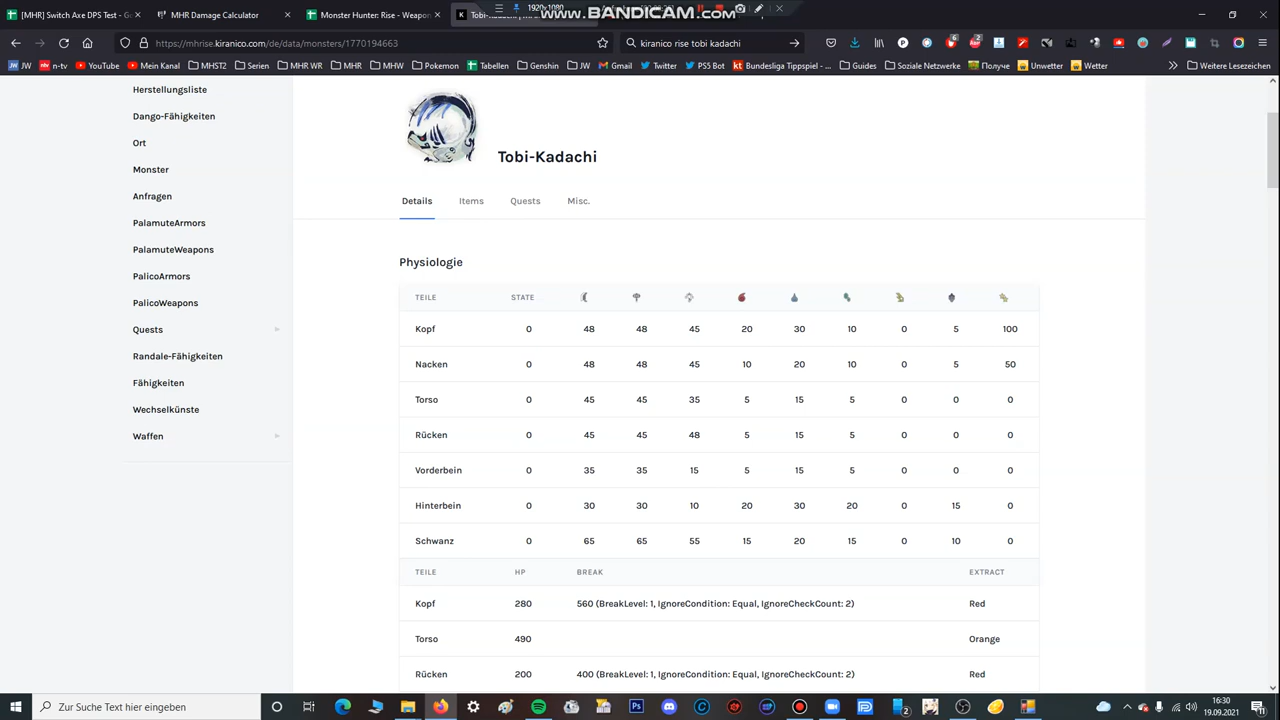 [MHR] Switch Axe DPS Test - G
MHR Damage Calculator
Monster Hunter: Rise - Weapon
1920x1080
www.BANDICAM.com
https://mhrise.kiranico.com/de/data/monsters/1770194663
kiranico rise tobi kadachi
JW n-tv YouTube Mein Kanal MHST2 Serien MHR WR MHR MHW Pokemon Tabellen Genshin JW Gmail Twitter PS5 Bot Bundesliga Tippspiel - ... Guides Soziale Netzwerke Получе Unwetter Wetter Weitere Lesezeichen
Herstellungsliste
Dango-Fähigkeiten
Ort
Monster
Anfragen
PalamuteArmors
PalamuteWeapons
PalicoArmors
PalicoWeapons
Quests
Randale-Fähigkeiten
Fähigkeiten
Wechselkünste
Waffen
Tobi-Kadachi
Details Items Quests Misc.
Physiologie
TEILE STATE
Kopf 0 48 48 45 20 30 10 0 5 100
Nacken 0 48 48 45 10 20 10 0 5 50
Torso 0 45 45 35 5 15 5 0 0 0
Rücken 0 45 45 48 5 15 5 0 0 0
Vorderbein 0 35 35 15 5 15 5 0 0 0
Hinterbein 0 30 30 10 20 30 20 0 15 0
Schwanz 0 65 65 55 15 20 15 0 10 0
TEILE HP BREAK EXTRACT
Kopf 280 560 (BreakLevel: 1, IgnoreCondition: Equal, IgnoreCheckCount: 2) Red
Torso 490 Orange
Rücken 200 400 (BreakLevel: 1, IgnoreCondition: Equal, IgnoreCheckCount: 2) Red
Zur Suche Text hier eingeben
16:30
19.09.2021